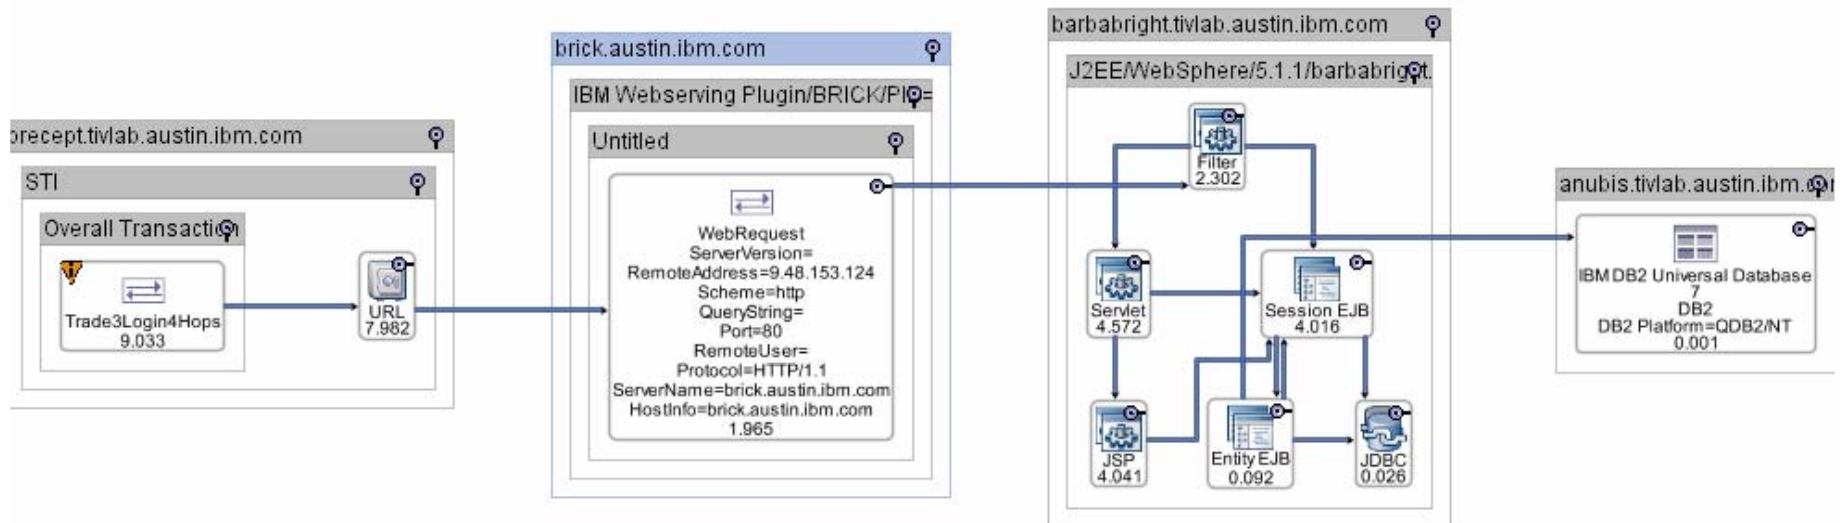 precept.tivlab.austin.ibm.com
STI
Overall Transaction
Trade3Login4Hops
9.033
URL
7.982
brick.austin.ibm.com
IBM Webserving Plugin/BRICK/PID=
Untitled
WebRequest
ServerVersion=
RemoteAddress=9.48.153.124
Scheme=http
QueryString=
Port=80
RemoteUser=
Protocol=HTTP/1.1
ServerName=brick.austin.ibm.com
HostInfo=brick.austin.ibm.com
1.965
barbabright.tivlab.austin.ibm.com
J2EE/WebSphere/5.1.1/barbabright.
Filter
2.302
Servlet
4.572
Session EJB
4.016
JSP
4.041
Entity EJB
0.092
JDBC
0.026
anubis.tivlab.austin.ibm.com
IBM DB2 Universal Database
7
DB2
DB2 Platform=QDB2/NT
0.001